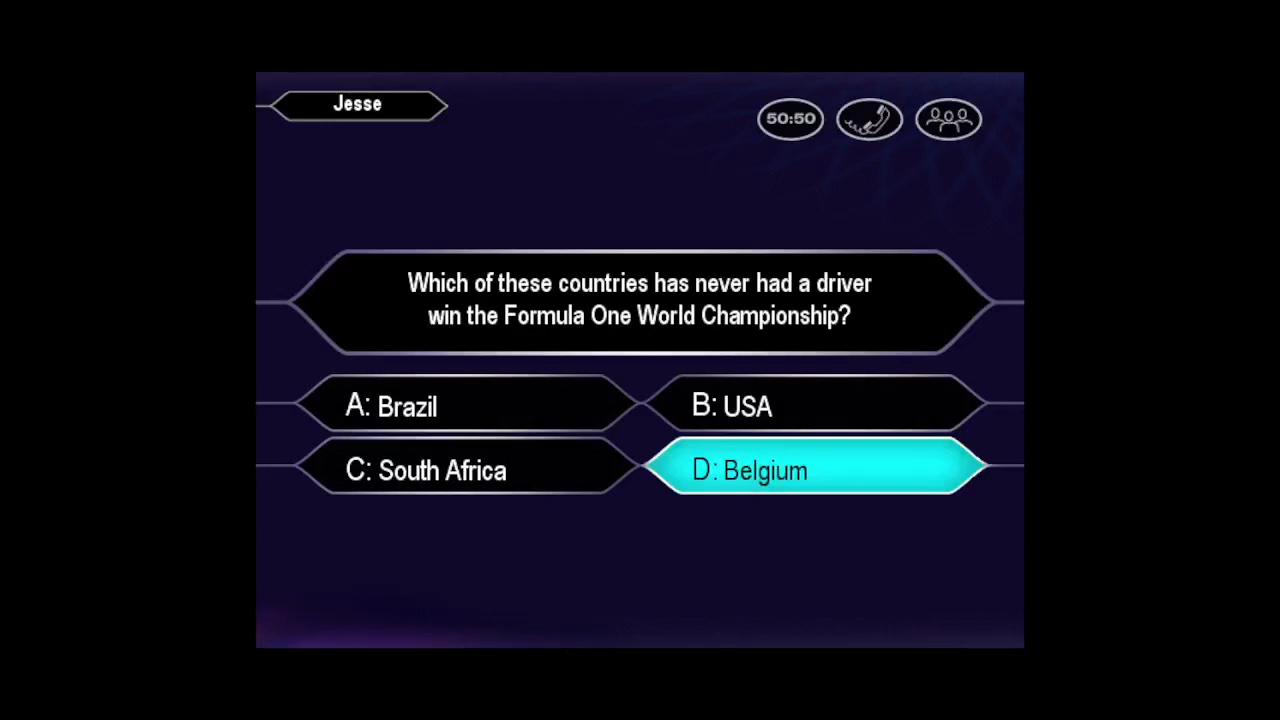 Jesse
50:50
Which of these countries has never had a driver
win the Formula One World Championship?
A: Brazil
B: USA
C: South Africa
D: Belgium